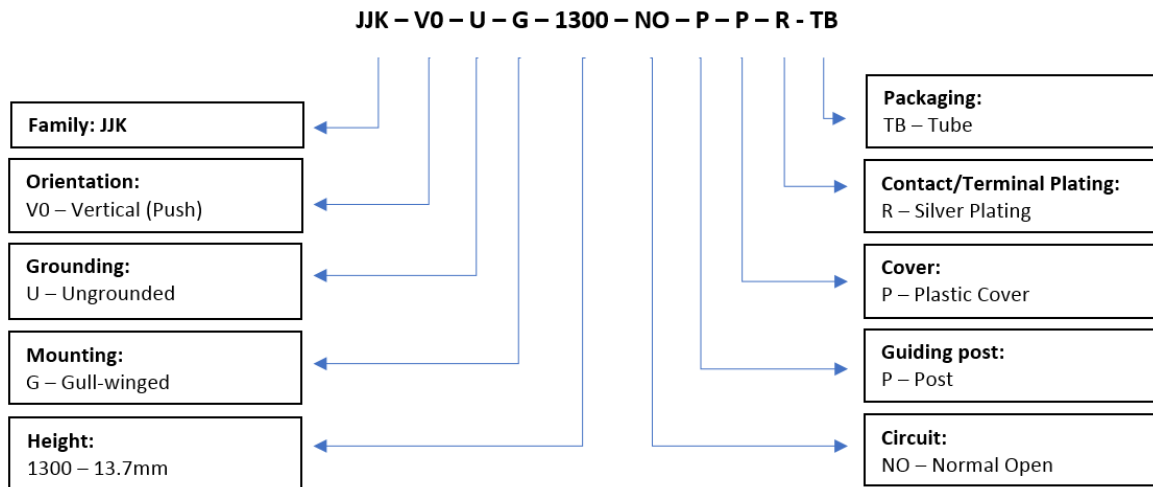 JJK – V0 – U – G – 1300 – NO – P – P – R - TB
Family: JJK
Orientation:
V0 – Vertical (Push)
Grounding:
U – Ungrounded
Mounting:
G – Gull-winged
Height:
1300 – 13.7mm
Packaging:
TB – Tube
Contact/Terminal Plating:
R – Silver Plating
Cover:
P – Plastic Cover
Guiding post:
P – Post
Circuit:
NO – Normal Open